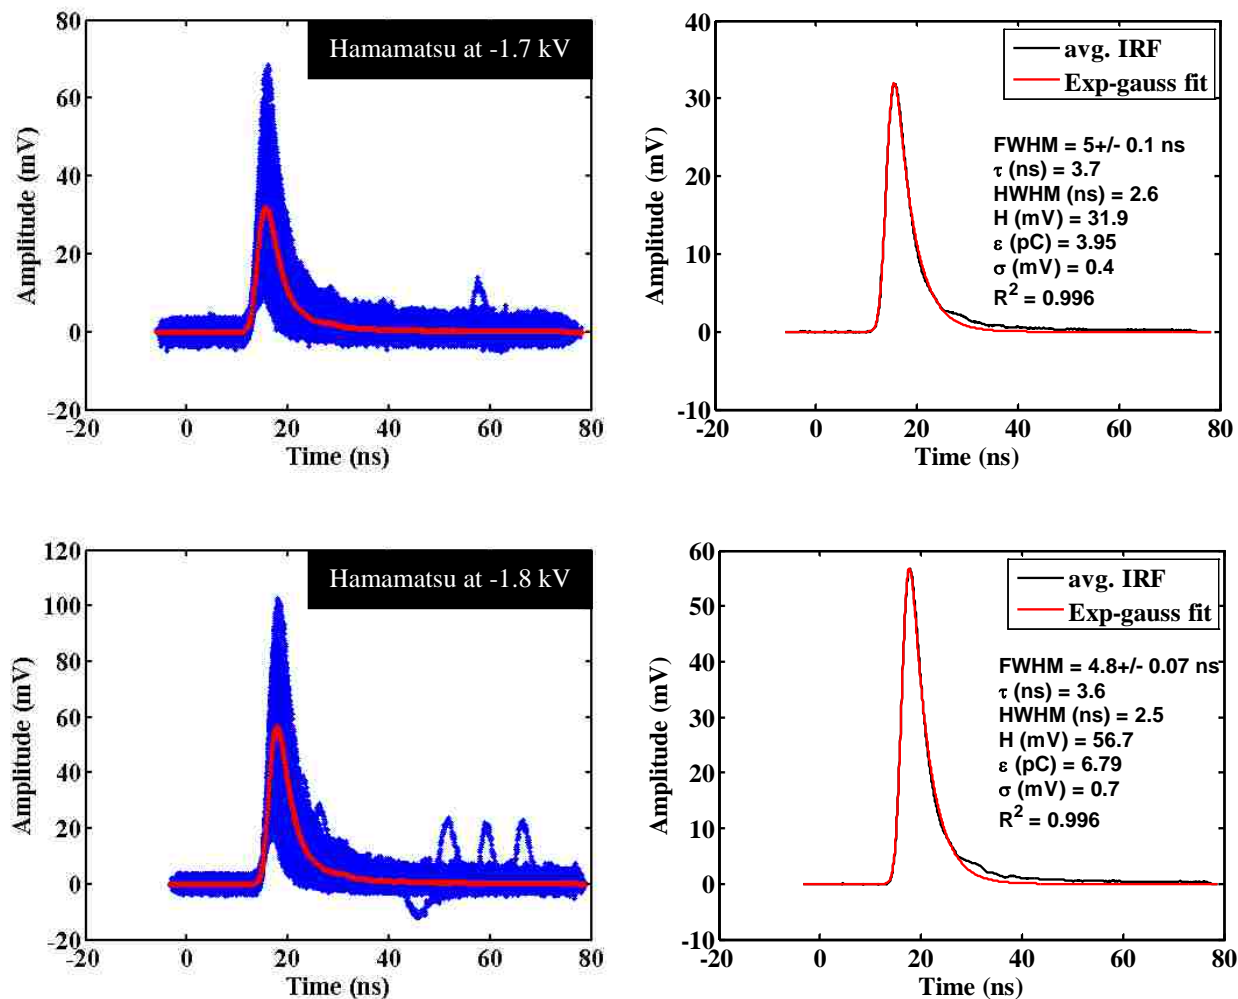 Hamamatsu at -1.7 kV
80
60
40
20
0
-20
-20
0
20
40
60
80
Amplitude (mV)
Time (ns)
avg. IRF
Exp-gauss fit
FWHM = 5+/- 0.1 ns
τ (ns) = 3.7
HWHM (ns) = 2.6
H (mV) = 31.9
ε (pC) = 3.95
σ (mV) = 0.4
R² = 0.996
40
30
20
10
0
-10
-20
0
20
40
60
80
Amplitude (mV)
Time (ns)
Hamamatsu at -1.8 kV
120
100
80
60
40
20
0
-20
-20
0
20
40
60
80
Amplitude (mV)
Time (ns)
avg. IRF
Exp-gauss fit
FWHM = 4.8+/- 0.07 ns
τ (ns) = 3.6
HWHM (ns) = 2.5
H (mV) = 56.7
ε (pC) = 6.79
σ (mV) = 0.7
R² = 0.996
60
50
40
30
20
10
0
-10
-20
0
20
40
60
80
Amplitude (mV)
Time (ns)